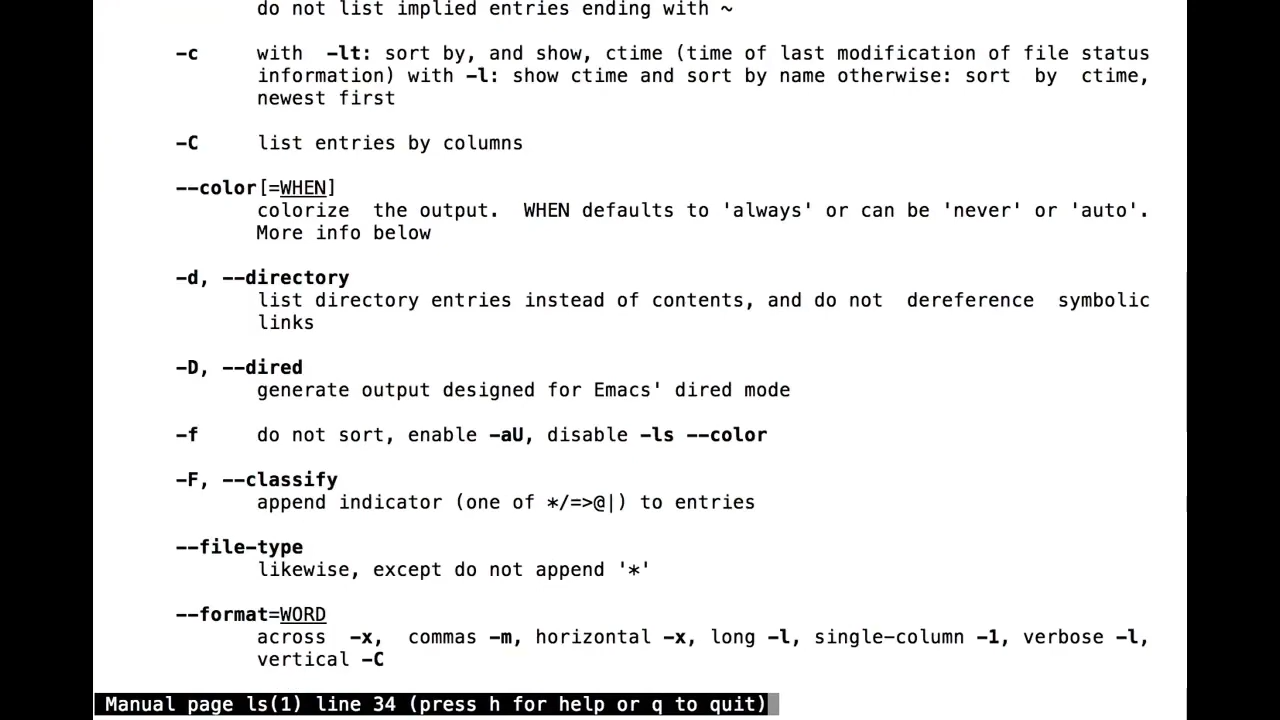 do not list implied entries ending with ~
-c with -lt: sort by, and show, ctime (time of last modification of file status
information) with -l: show ctime and sort by name otherwise: sort by ctime,
newest first
-C list entries by columns
--color[=WHEN]
colorize the output. WHEN defaults to 'always' or can be 'never' or 'auto'.
More info below
-d, --directory
list directory entries instead of contents, and do not dereference symbolic
links
-D, --dired
generate output designed for Emacs' dired mode
-f do not sort, enable -aU, disable -ls --color
-F, --classify
append indicator (one of */=>@|) to entries
--file-type
likewise, except do not append '*'
--format=WORD
across -x, commas -m, horizontal -x, long -l, single-column -1, verbose -l,
vertical -C
Manual page ls(1) line 34 (press h for help or q to quit)